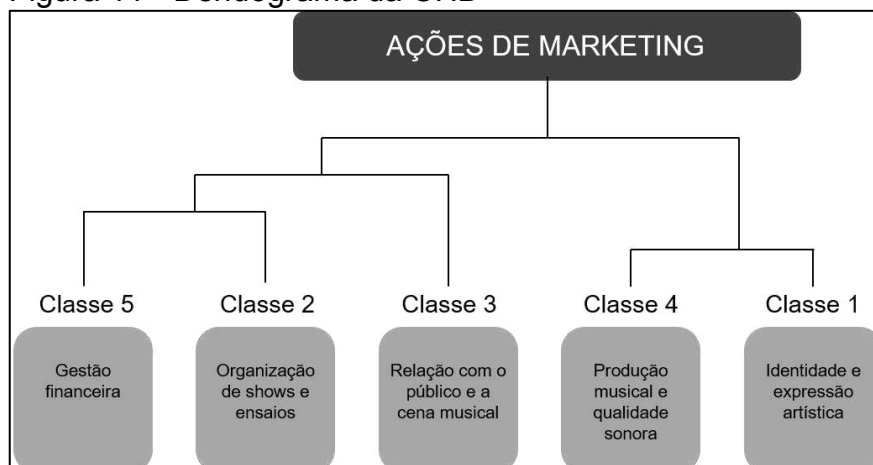 AÇÕES DE MARKETING
Classe 5
Classe 2
Classe 3
Classe 4
Classe 1
Gestão
financeira
Organização
de shows e
ensaios
Relação com o
público e a
cena musical
Produção
musical e
qualidade
sonora
Identidade e
expressão
artística